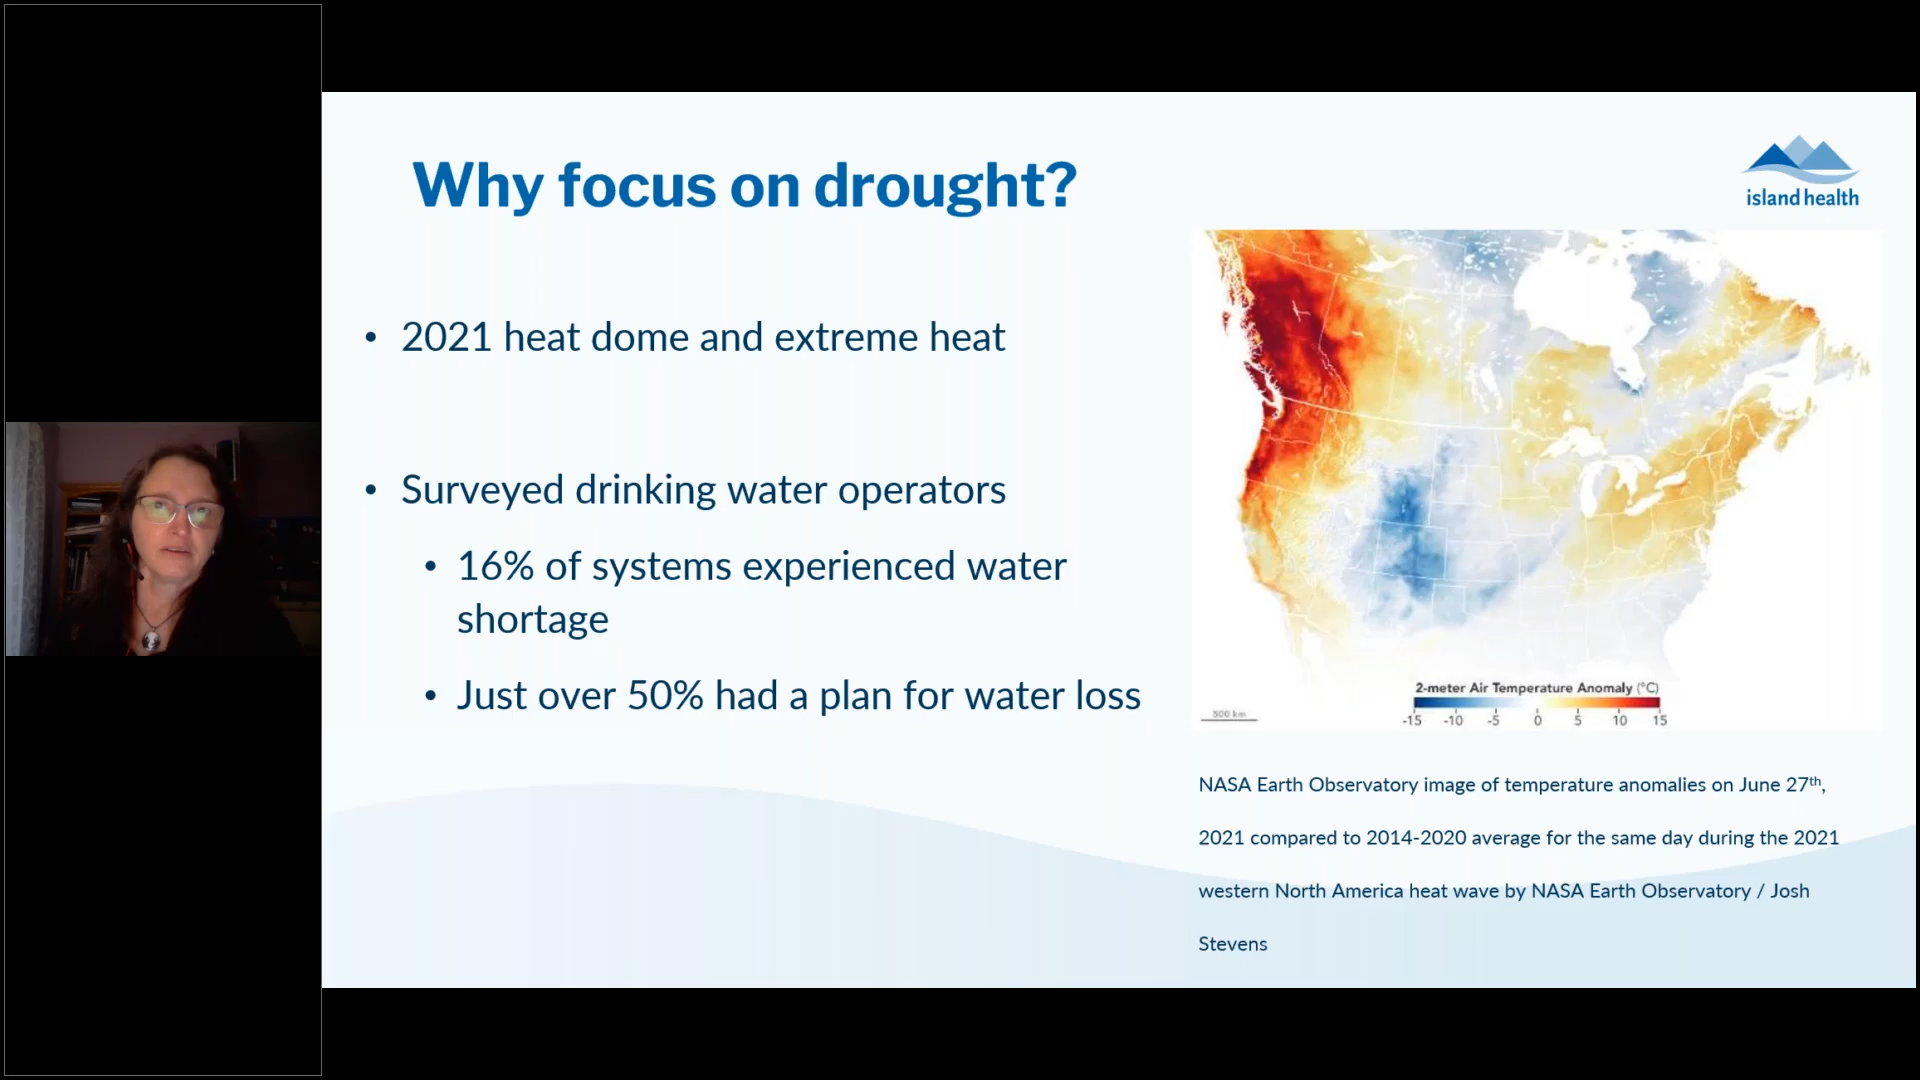 Why focus on drought?
island health
• 2021 heat dome and extreme heat
• Surveyed drinking water operators
• 16% of systems experienced water
shortage
• Just over 50% had a plan for water loss
2-meter Air Temperature Anomaly (°C)
-15 -10 -5 0 5 10 15
500 km
NASA Earth Observatory image of temperature anomalies on June 27th,
2021 compared to 2014-2020 average for the same day during the 2021
western North America heat wave by NASA Earth Observatory / Josh
Stevens